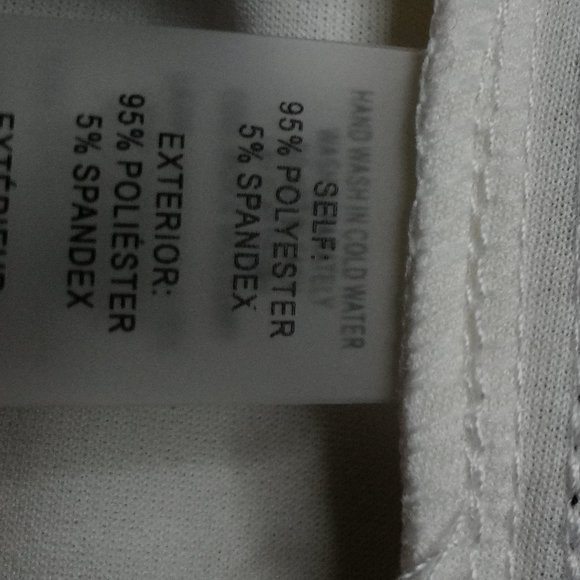 HAND WASH IN COLD WATER
SELF:
95% POLYESTER
5% SPANDEX
EXTERIOR:
95% POLIÉSTER
5% SPANDEX